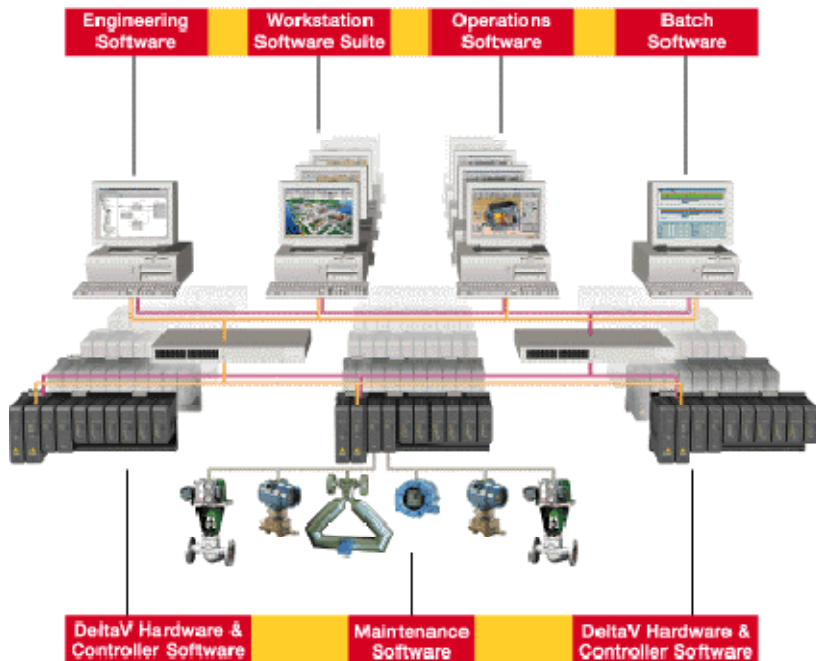 Engineering
Software
Workstation
Software Suite
Operations
Software
Batch
Software
DeltaV Hardware &
Controller Software
Maintenance
Software
DeltaV Hardware &
Controller Software